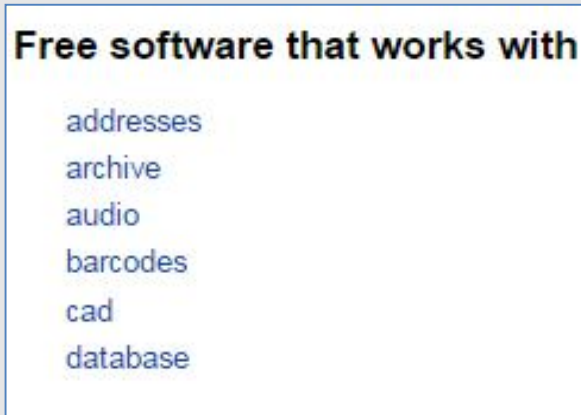 Free software that works with
addresses
archive
audio
barcodes
cad
database